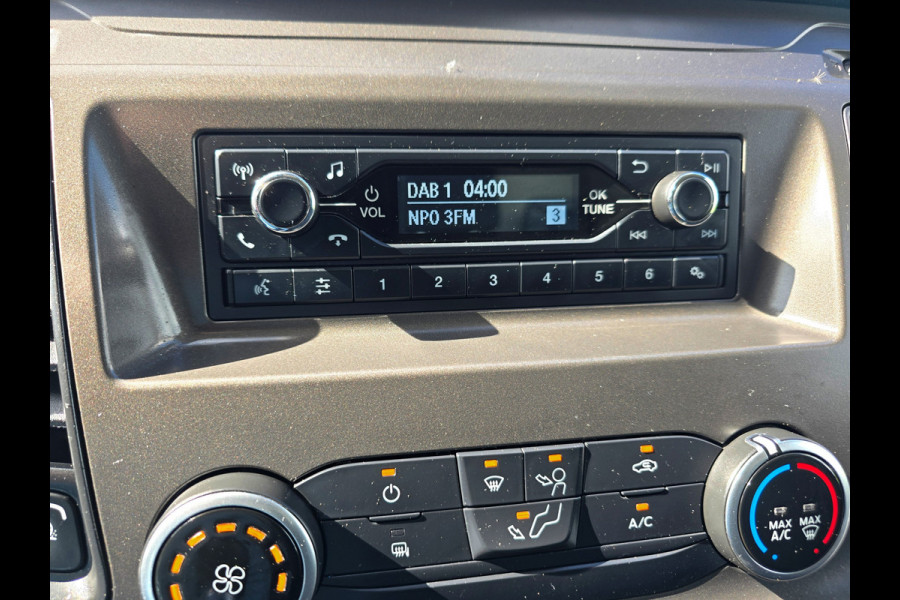 DAB 1 04:00
VOL
OK
TUNE
NPO 3FM
3
1 2 3 4 5 6
A/C
MAX
A/C
MAX